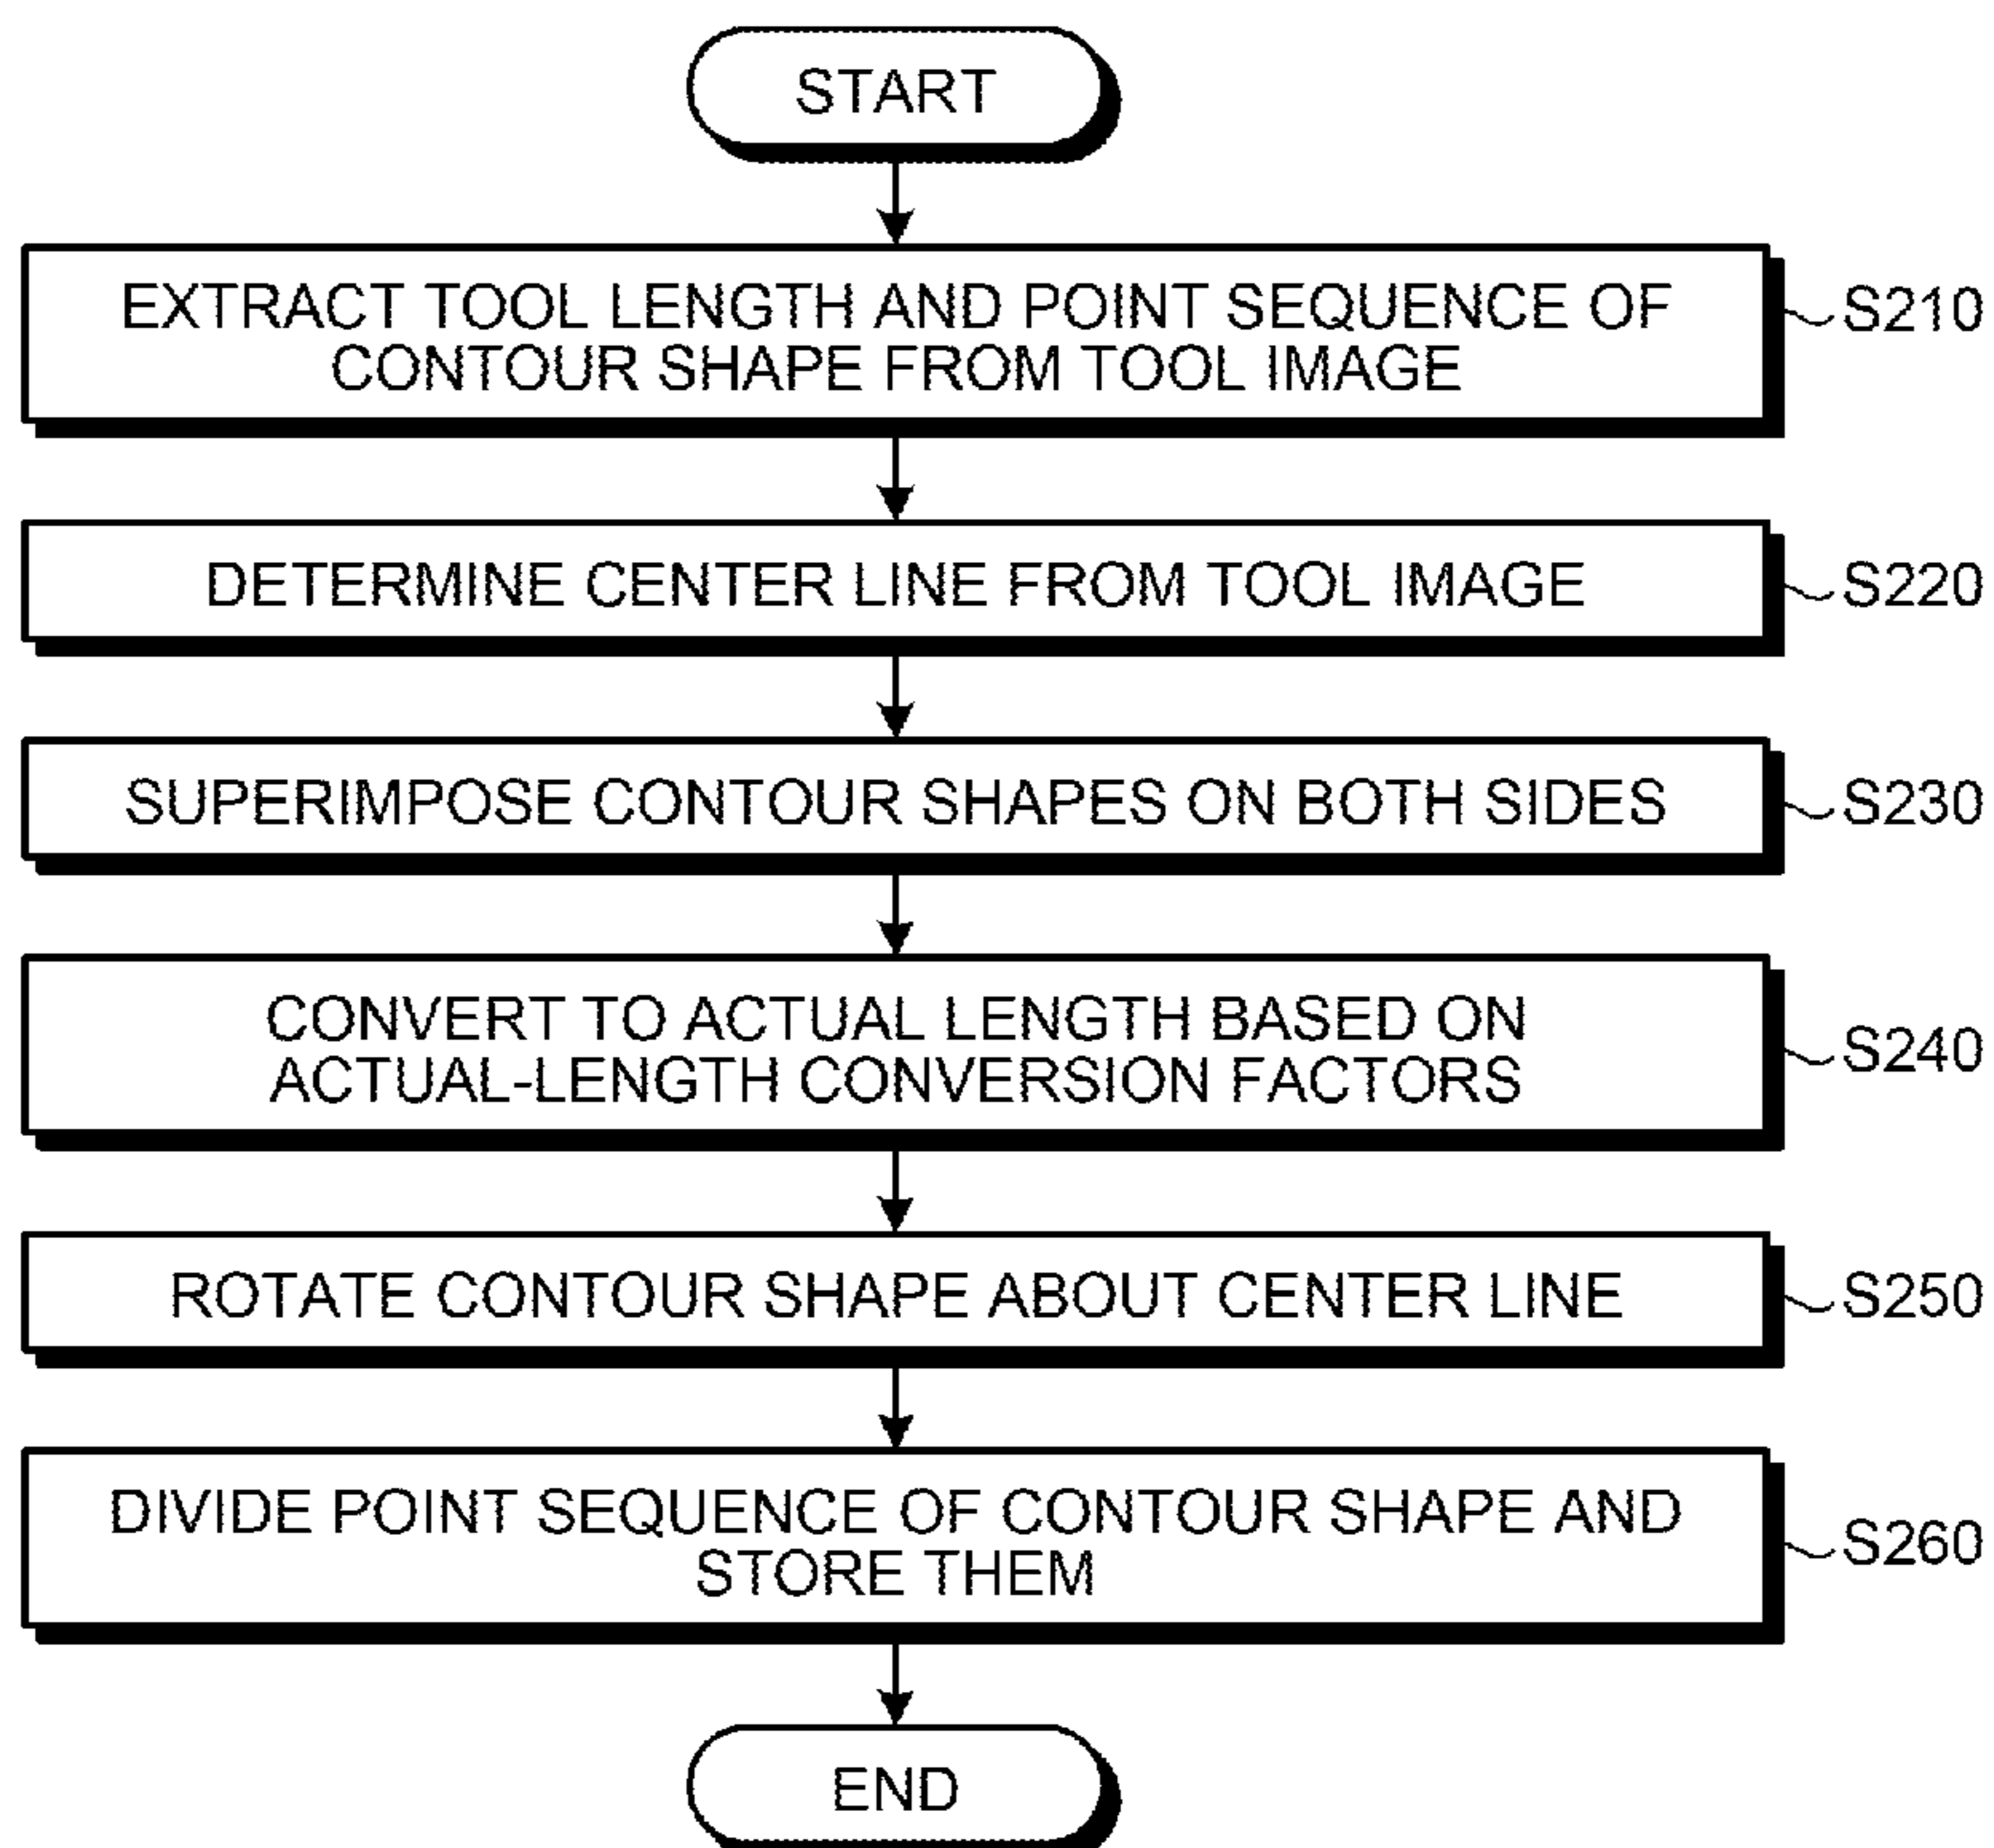 START
EXTRACT TOOL LENGTH AND POINT SEQUENCE OF
CONTOUR SHAPE FROM TOOL IMAGE
S210
DETERMINE CENTER LINE FROM TOOL IMAGE
S220
SUPERIMPOSE CONTOUR SHAPES ON BOTH SIDES
S230
CONVERT TO ACTUAL LENGTH BASED ON
ACTUAL-LENGTH CONVERSION FACTORS
S240
ROTATE CONTOUR SHAPE ABOUT CENTER LINE
S250
DIVIDE POINT SEQUENCE OF CONTOUR SHAPE AND
STORE THEM
S260
END